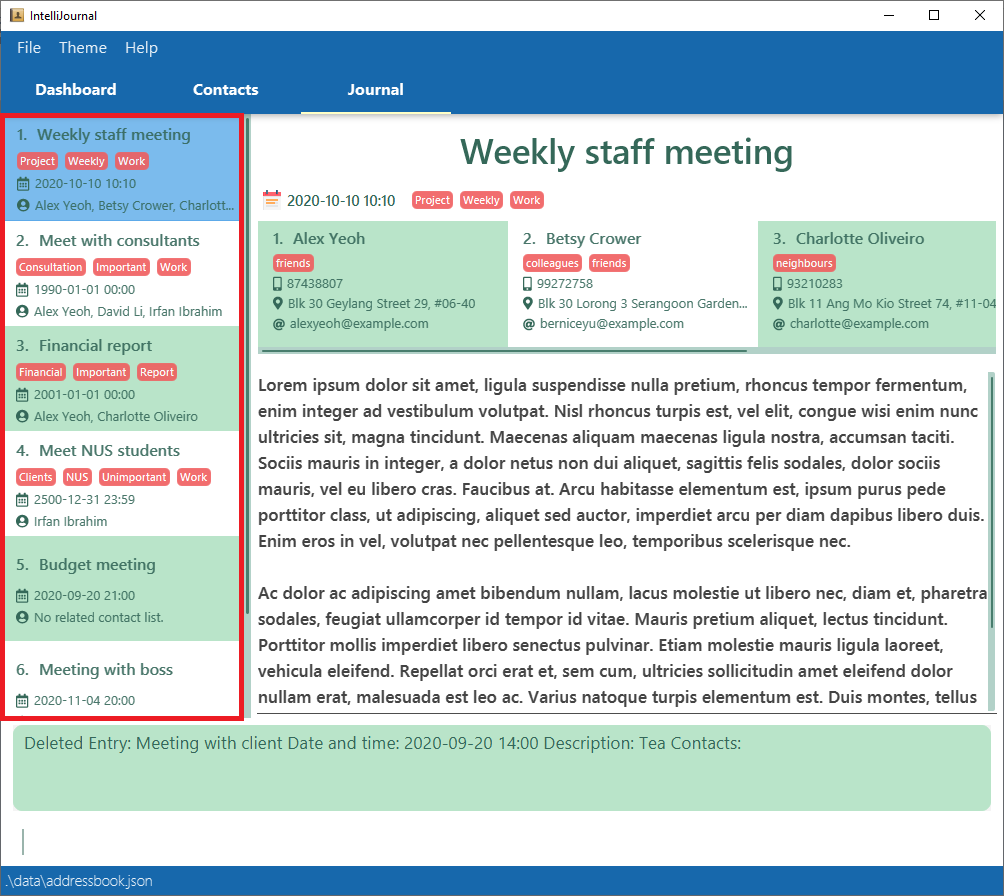 IntelliJournal
File Theme Help
Dashboard Contacts Journal
1. Weekly staff meeting
Project Weekly Work
2020-10-10 10:10
Alex Yeoh, Betsy Crower, Charlott...
2. Meet with consultants
Consultation Important Work
1990-01-01 00:00
Alex Yeoh, David Li, Irfan Ibrahim
3. Financial report
Financial Important Report
2001-01-01 00:00
Alex Yeoh, Charlotte Oliveiro
4. Meet NUS students
Clients NUS Unimportant Work
2500-12-31 23:59
Irfan Ibrahim
5. Budget meeting
2020-09-20 21:00
No related contact list.
6. Meeting with boss
2020-11-04 20:00
Weekly staff meeting
2020-10-10 10:10 Project Weekly Work
1. Alex Yeoh
friends
87438807
Blk 30 Geylang Street 29, #06-40
@ alexyeoh@example.com
2. Betsy Crower
colleagues friends
99272758
Blk 30 Lorong 3 Serangoon Garden...
@ berniceyu@example.com
3. Charlotte Oliveiro
neighbours
93210283
Blk 11 Ang Mo Kio Street 74, #11-04
@ charlotte@example.com
Lorem ipsum dolor sit amet, ligula suspendisse nulla pretium, rhoncus tempor fermentum,
enim integer ad vestibulum volutpat. Nisl rhoncus turpis est, vel elit, congue wisi enim nunc
ultricies sit, magna tincidunt. Maecenas aliquam maecenas ligula nostra, accumsan taciti.
Sociis mauris in integer, a dolor netus non dui aliquet, sagittis felis sodales, dolor sociis
mauris, vel eu libero cras. Faucibus at. Arcu habitasse elementum est, ipsum purus pede
porttitor class, ut adipiscing, aliquet sed auctor, imperdiet arcu per diam dapibus libero duis.
Enim eros in vel, volutpat nec pellentesque leo, temporibus scelerisque nec.
Ac dolor ac adipiscing amet bibendum nullam, lacus molestie ut libero nec, diam et, pharetra
sodales, feugiat ullamcorper id tempor id vitae. Mauris pretium aliquet, lectus tincidunt.
Porttitor mollis imperdiet libero senectus pulvinar. Etiam molestie mauris ligula laoreet,
vehicula eleifend. Repellat orci erat et, sem cum, ultricies sollicitudin amet eleifend dolor
nullam erat, malesuada est leo ac. Varius natoque turpis elementum est. Duis montes, tellus
Deleted Entry: Meeting with client Date and time: 2020-09-20 14:00 Description: Tea Contacts:
.\data\addressbook.json